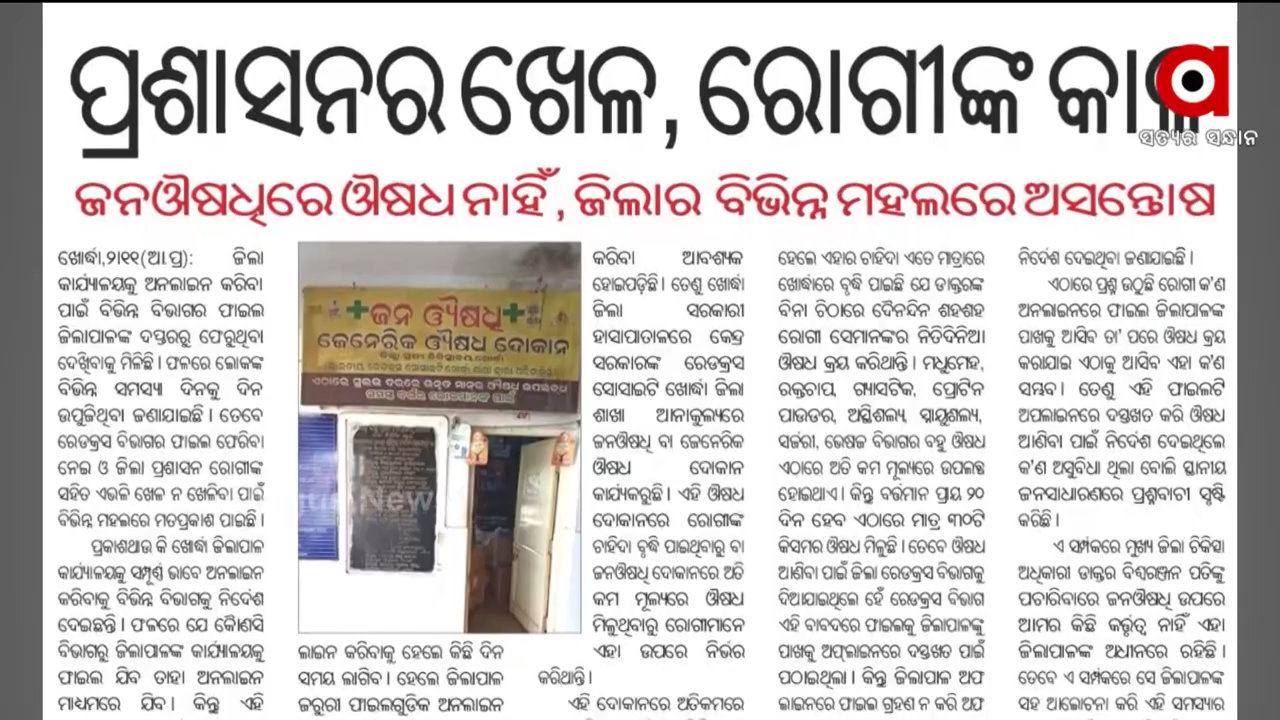 ପ୍ରଶାସନର ଖେଳ, ରୋଗୀଙ୍କ କାଳ
ସତ୍ୟର ସନ୍ଧାନ
ଜନଔଷଧିରେ ଔଷଧ ନାହିଁ, ଜିଲାର ବିଭିନ୍ନ ମହଲରେ ଅସନ୍ତୋଷ
ଖୋର୍ଦ୍ଧା,୨ା୧୧(ଆ.ପ୍ର): ଜିଲା
କାର୍ଯ୍ୟାଳୟକୁ ଅନଲାଇନ କରିବା
ପାଇଁ ବିଭିନ୍ନ ବିଭାଗର ଫାଇଲ
ଜିଲାପାଳଙ୍କ ଦସ୍ତରରୁ ଫେରୁଥିବା
ଦେଖିବାକୁ ମିଳିଛି । ଫଳରେ ଲୋକଙ୍କ
ବିଭିନ୍ନ ସମସ୍ୟା ଦିନକୁ ଦିନ
ଉପୁଜିଥିବା ଜଣାଯାଇଛି । ତେବେ
ରେଡକ୍ରସ ବିଭାଗର ଫାଇଲ ଫେରିବା
ନେଇ ଓ ଜିଲା ପ୍ରଶାସନ ରୋଗୀଙ୍କ
ସହିତ ଏଭଳି ଖେଳ ନ ଖେଳିବା ପାଇଁ
ବିଭିନ୍ନ ମହଲରେ ମତପ୍ରକାଶ ପାଇଛି ।
ପ୍ରକାଶଥାଉ କି ଖୋର୍ଦ୍ଧା ଜିଲାପାଳ
କାର୍ଯ୍ୟାଳୟକୁ ସମ୍ପୂର୍ଣ୍ଣ ଭାବେ ଅନଲାଇନ
କରିବାକୁ ବିଭିନ୍ନ ବିଭାଗକୁ ନିର୍ଦେଶ
ଦେଇଛନ୍ତି । ଫଳରେ ଯେ କୌଣସି
ବିଭାଗରୁ ଜିଲାପାଳଙ୍କ କାର୍ଯ୍ୟାଳୟକୁ
ଫାଇଲ ଯିବ ତାହା ଅନଲାଇନ
ମାଧ୍ୟମରେ ଯିବ । କିନ୍ତୁ ଏହି
ଜନ ଔଷଧି
ଜେନେରିକ ଔଷଧ ଦୋକାନ
ଲାଇନ କରିବାକୁ ହେଲେ କିଛି ଦିନ
ସମୟ ଲାଗିବ । ହେଲେ ଜିଲାପାଳ
ଜରୁରୀ ଫାଇଳଗୁଡିକ ଅନଲାଇନ
କରିବା ଆବଶ୍ୟକ
ହୋଇପଡ଼ିଛି । ତେଣୁ ଖୋର୍ଦ୍ଧା
ଜିଲା ସରକାରୀ
ହାସାପାତାଳରେ କେନ୍ଦ୍ର
ସରକାରଙ୍କ ରେଡକ୍ରସ
ସୋସାଇଟି ଖୋର୍ଦ୍ଧା ଜିଲା
ଶାଖା ଆନାକୁଲ୍ୟରେ
ଜନଔଷଧି ବା ଜେନେରିକ
ଔଷଧ ଦୋକାନ
କାର୍ଯ୍ୟକରୁଛି । ଏହି ଔଷଧ
ଦୋକାନରେ ରୋଗୀଙ୍କ
ଚାହିଦା ବୃଦ୍ଧି ପାଇଥିବାରୁ ବା
ଜନଔଷଧି ଦୋକାନରେ ଅତି
କମ ମୂଲ୍ୟରେ ଔଷଧ
ମିଳୁଥିବାରୁ ରୋଗୀମାନେ
ଏହା ଉପରେ ନିର୍ଭର
କରିଥାନ୍ତି ।
ଏହି ଦୋକାନରେ ଅତିକମରେ
ହେଲେ ଏହାର ଚାହିଦା ଏତେ ମାତ୍ରାରେ
ଖୋର୍ଦ୍ଧାରେ ବୃଦ୍ଧି ପାଇଛି ଯେ ଡାକ୍ତରଙ୍କ
ବିନା ଚିଠାରେ ଦୈନନ୍ଦିନ ଶହଶହ
ରୋଗୀ ସେମାନଙ୍କର ନିତିଦିନିଆ
ଔଷଧ କ୍ରୟ କରିଥାନ୍ତି । ମଧୁମେହ,
ରକ୍ତଚାପ, ଗ୍ୟାସଟିକ, ପ୍ରୋଟିନ
ପାଉଡର, ଅସ୍ଥିଶଲ୍ୟ, ସ୍ନାୟୁଶଲ୍ୟ,
ସର୍ଜରୀ, ଭେଷଜ ବିଭାଗର ବହୁ ଔଷଧ
ଏଠାରେ ଅତି କମ ମୂଲ୍ୟରେ ଉପଲବ୍ଧ
ହୋଇଥାଏ । କିନ୍ତୁ ବର୍ତ୍ତମାନ ପ୍ରାୟ ୨୦
ଦିନ ହେବ ଏଠାରେ ମାତ୍ର ୩୦ଟି
କିସମର ଔଷଧ ମିଳୁଛି । ତେବେ ଔଷଧ
ଆଣିବା ପାଇଁ ଜିଲା ରେଡକ୍ରସ ବିଭାଗକୁ
ଦିଆଯାଇଥିଲେ ହେଁ ରେଡକ୍ରସ ବିଭାଗ
ଏହି ବାବଦରେ ଫାଇଲକୁ ଜିଲାପାଳଙ୍କୁ
ପାଖକୁ ଅଫ୍‌ଲାଇନରେ ଦସ୍ତଖତ ପାଇଁ
ପଠାଇଥିଲା । କିନ୍ତୁ ଜିଲାପାଳ ଅଫ
ଲାଇନରେ ଫାଇଲ ଗ୍ରହଣ ନ କରି ଅଫ
ନିର୍ଦେଶ ଦେଇଥିବା ଜଣାଯାଇଛି ।
ଏଠାରେ ପ୍ରଶ୍ନ ଉଠୁଛି ରୋଗୀ କ'ଣ
ଅନଲାଇନରେ ଫାଇଲ ଜିଲାପାଳଙ୍କ
ପାଖକୁ ଆସିବ ତା' ପରେ ଔଷଧ କ୍ରୟ
କରାଯାଇ ଏଠାକୁ ଆସିବ ଏହା କ'ଣ
ସମ୍ଭବ । ତେଣୁ ଏହି ଫାଇଲଟି
ଅପଲାଇନରେ ଦସ୍ତଖତ କରି ଔଷଧ
ଆଣିବା ପାଇଁ ନିର୍ଦେଶ ଦେଇଥିଲେ
କ'ଣ ଅସୁବିଧା ଥିଲା ବୋଲି ସ୍ଥାନୀୟ
ଜନସାଧାରଣରେ ପ୍ରଶ୍ନବାଚୀ ସୃଷ୍ଟି
କରିଛି ।
ଏ ସମ୍ପର୍କରେ ମୁଖ୍ୟ ଜିଲା ଚିକିସା
ଅଧିକାରୀ ଡାକ୍ତର ବିଶ୍ୱରଞ୍ଜନ ପତିଙ୍କୁ
ପଚାରିବାରେ ଜନଔଷଧି ଉପରେ
ଆମର କିଛି କର୍ତ୍ତୃତ୍ୱ ନାହିଁ ଏହା
ଜିଲାପାଳଙ୍କ ଅଧୀନରେ ରହିଛି ।
ତେବେ ଏ ସମ୍ପର୍କରେ ସେ ଜିଲାପାଳଙ୍କ
ସହ ଆଲୋଚନା କରି ଏହି ସମସ୍ୟାର